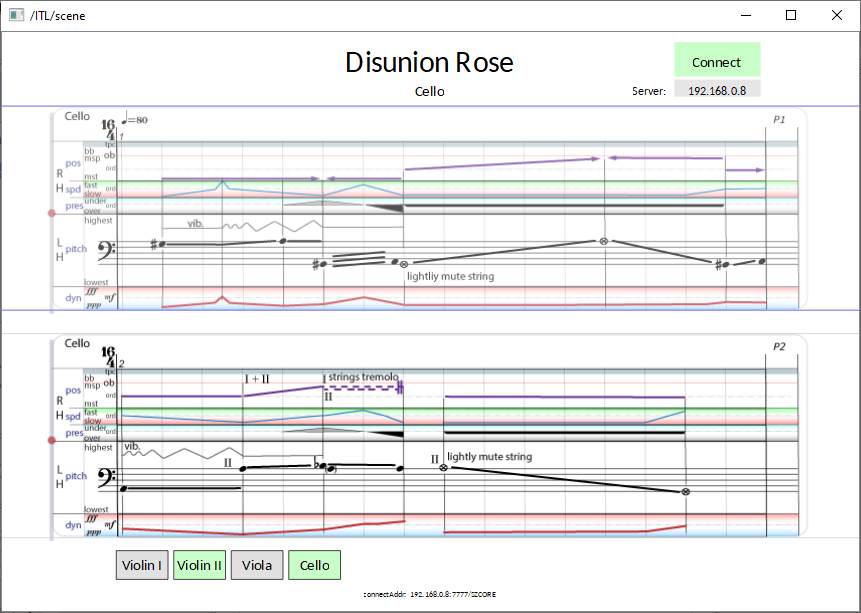 /ITL/scene
Disunion Rose
Connect
Cello
Server: 192.168.0.8
Cello
16
4
♩=80
P1
1
tpc
bb
msp
ob
pos
ord
R
mst
H
spd
fast
ord
slow
pres
under
ord
over
highest
vib.
L
H
pitch
lightliy mute string
lowest
dyn
fff
mf
ppp
Cello
16
4
P2
2
tpc
bb
msp
ob
I + II
I strings tremolo
pos
ord
II
R
mst
H
spd
fast
ord
slow
pres
under
ord
over
highest
vib.
II
II
lightly mute string
L
H
pitch
lowest
dyn
fff
mf
ppp
Violin I
Violin II
Viola
Cello
connectAddr: 192.168.0.8:7777/SZCORE